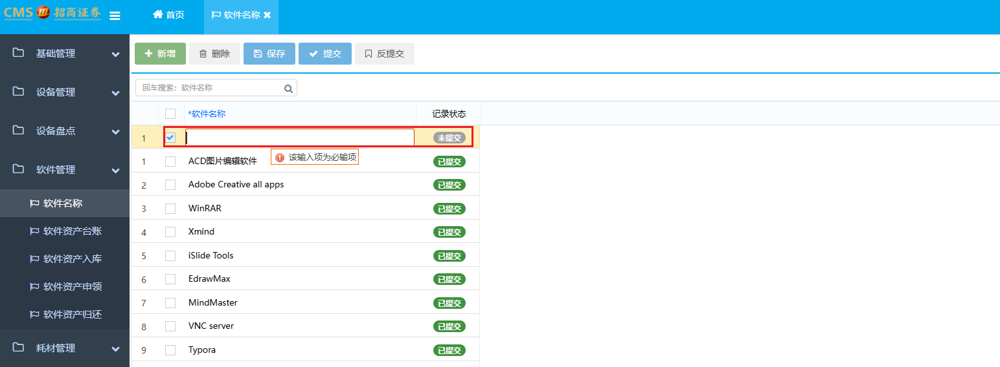 CMS 招商证券
首页
软件名称
基础管理
设备管理
设备盘点
软件管理
软件名称
软件资产台账
软件资产入库
软件资产申领
软件资产归还
耗材管理
新增 删除 保存 提交 反提交
回车搜索：软件名称
*软件名称 记录状态
1 未提交
该输入项为必输项
1 ACD图片编辑软件 已提交
2 Adobe Creative all apps 已提交
3 WinRAR 已提交
4 Xmind 已提交
5 iSlide Tools 已提交
6 EdrawMax 已提交
7 MindMaster 已提交
8 VNC server 已提交
9 Typora 已提交